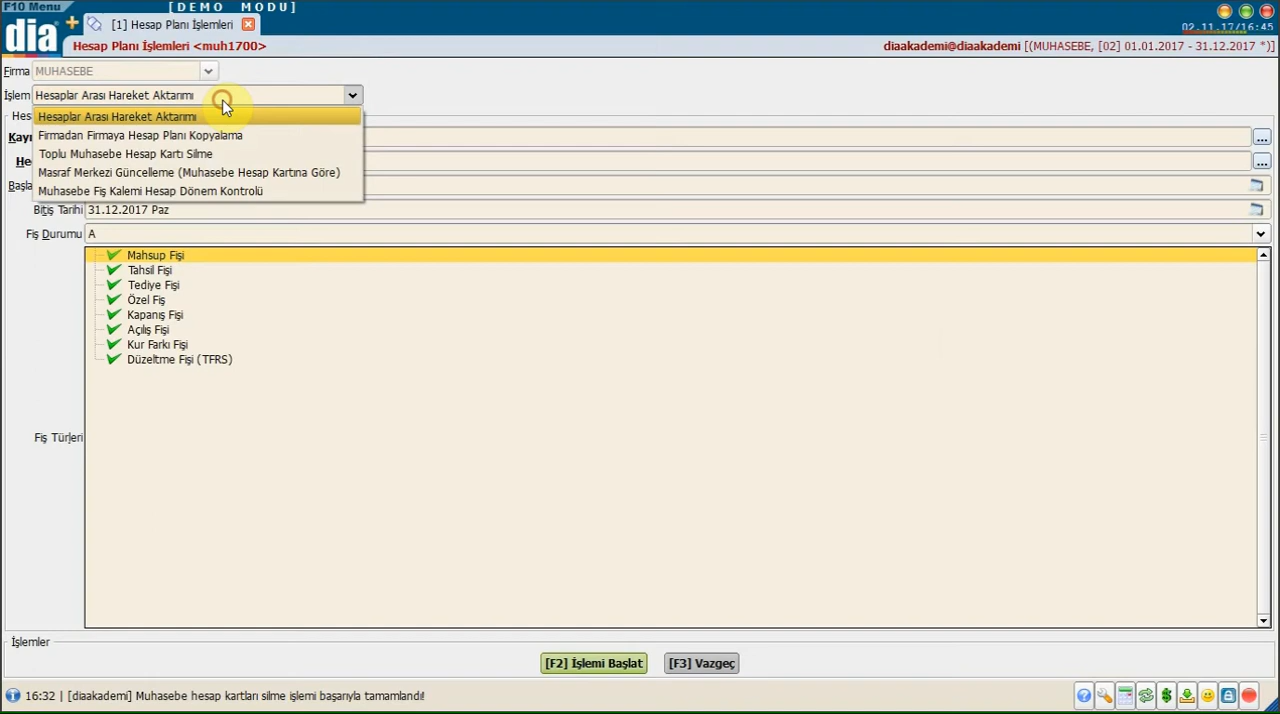 F10 Menu
[DEMO MODU]
dia
[1] Hesap Planı İşlemleri
02.11.17/16:45
Hesap Planı İşlemleri <muh1700>
diaakademi@diaakademi [(MUHASEBE, [02] 01.01.2017 - 31.12.2017 *)]
Firma MUHASEBE
İşlem Hesaplar Arası Hareket Aktarımı
Hesaplar Arası Hareket Aktarımı
Firmadan Firmaya Hesap Planı Kopyalama
Toplu Muhasebe Hesap Kartı Silme
Masraf Merkezi Güncelleme (Muhasebe Hesap Kartına Göre)
Muhasebe Fiş Kalemi Hesap Dönem Kontrolü
Bitiş Tarihi 31.12.2017 Paz
Fiş Durumu A
Mahsup Fişi
Tahsil Fişi
Tediye Fişi
Özel Fiş
Kapanış Fişi
Açılış Fişi
Kur Farkı Fişi
Düzeltme Fişi (TFRS)
Fiş Türleri
İşlemler
[F2] İşlemi Başlat
[F3] Vazgeç
16:32 | [diaakademi] Muhasebe hesap kartları silme işlemi başarıyla tamamlandı!